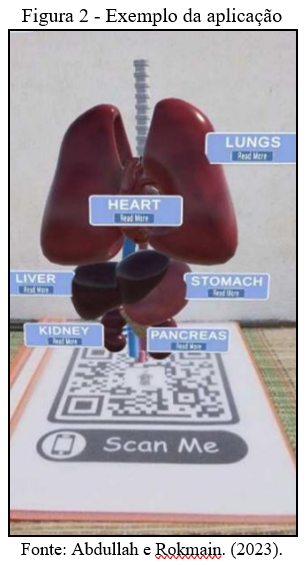 Figura 2 - Exemplo da aplicação
LUNGS
Read More
HEART
Read More
LIVER
Read More
STOMACH
Read More
KIDNEY
Read More
PANCREAS
Read More
Scan Me
Fonte: Abdullah e Rokmain. (2023).